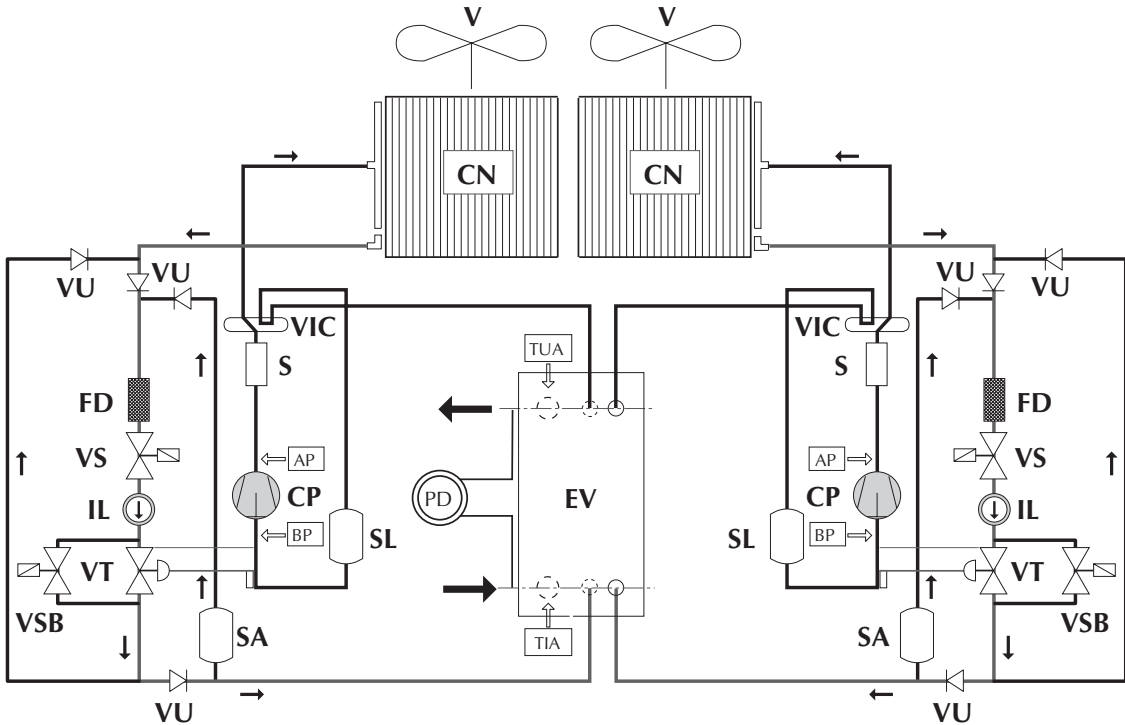 V V
CN CN
VU VU VU VU
VIC VIC
S S
TUA
FD FD
VS AP AP VS
IL CP PD EV CP IL
BP BP
SL SL
VT VT
VSB VSB
SA TIA SA
VU VU